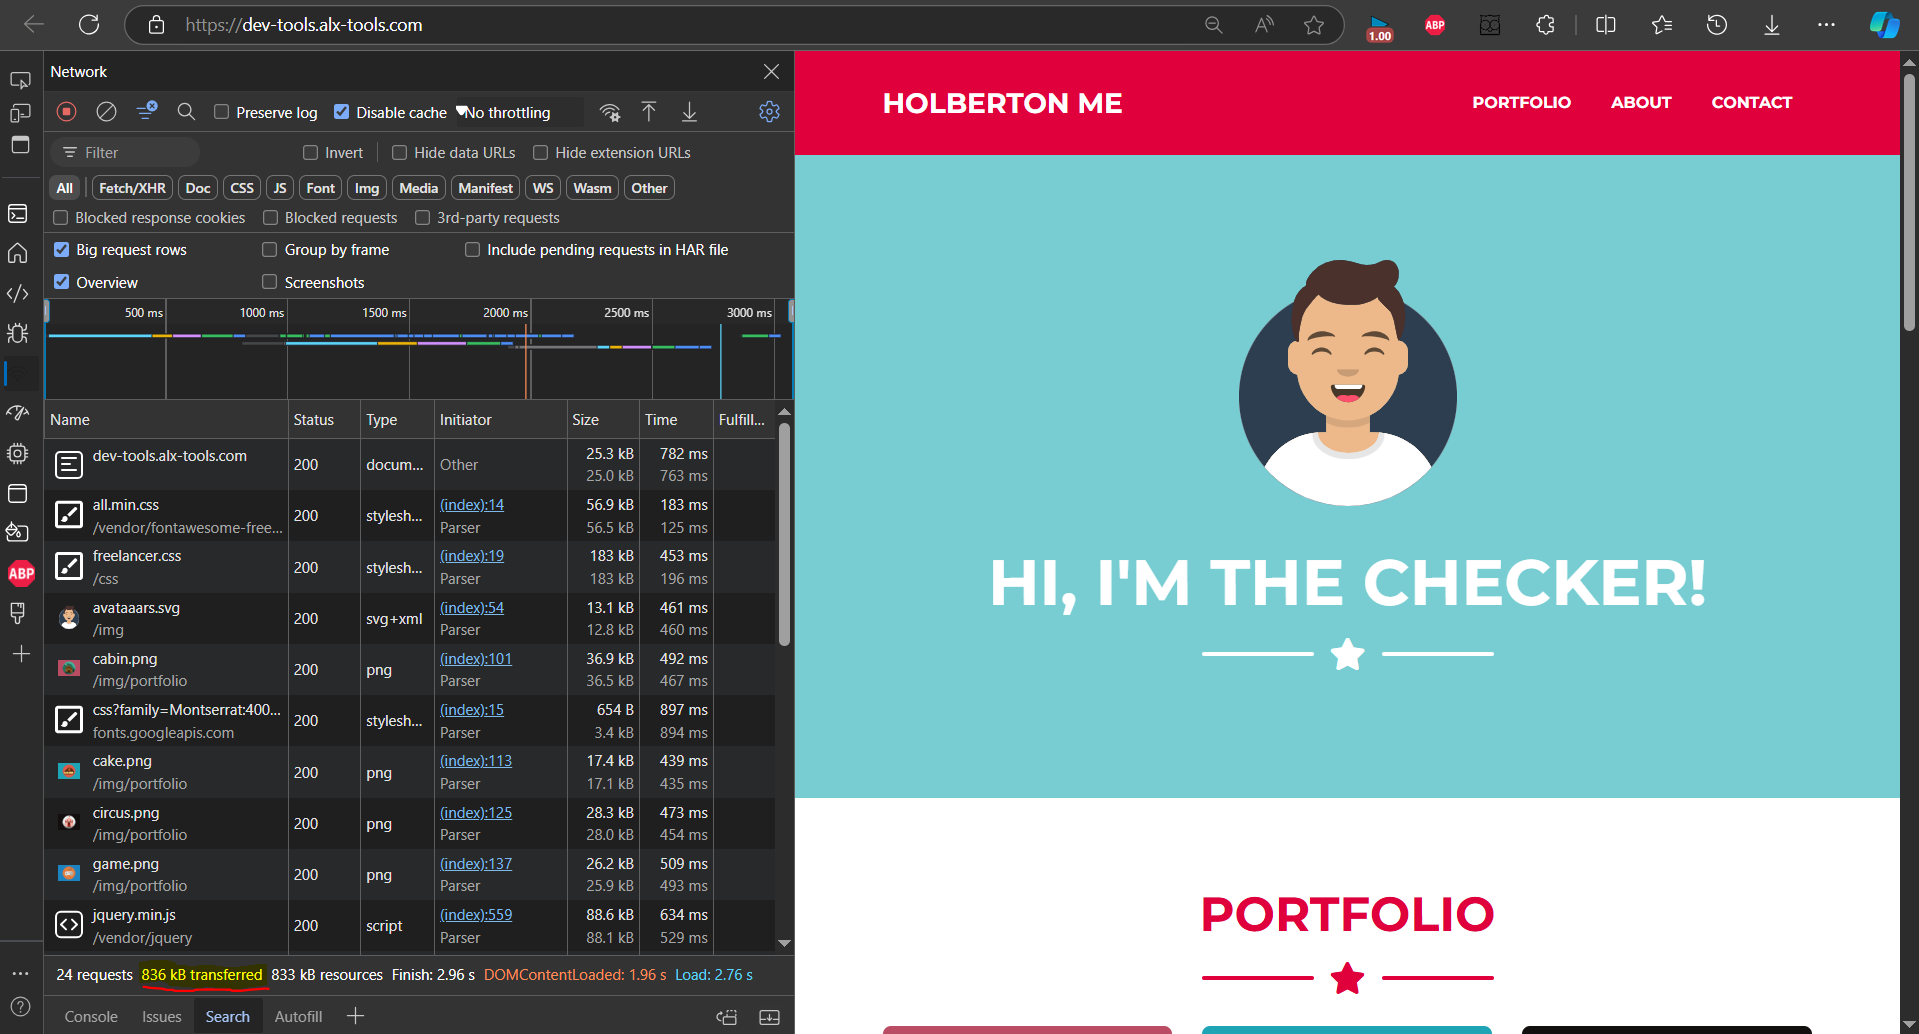 https://dev-tools.alx-tools.com
1.00
ABP
Network
Preserve log
Disable cache
No throttling
Filter
Invert
Hide data URLs
Hide extension URLs
All
Fetch/XHR
Doc
CSS
JS
Font
Img
Media
Manifest
WS
Wasm
Other
Blocked response cookies
Blocked requests
3rd-party requests
Big request rows
Group by frame
Include pending requests in HAR file
Overview
Screenshots
500 ms
1000 ms
1500 ms
2000 ms
2500 ms
3000 ms
Name Status Type Initiator Size Time Fulfill...
dev-tools.alx-tools.com 200 docum... Other 25.3 kB 782 ms
25.0 kB 763 ms
all.min.css 200 stylesh... (index):14 56.9 kB 183 ms
/vendor/fontawesome-free... Parser 56.5 kB 125 ms
freelancer.css 200 stylesh... (index):19 183 kB 453 ms
/css Parser 183 kB 196 ms
avataaars.svg 200 svg+xml (index):54 13.1 kB 461 ms
/img Parser 12.8 kB 460 ms
cabin.png 200 png (index):101 36.9 kB 492 ms
/img/portfolio Parser 36.5 kB 467 ms
css?family=Montserrat:400... 200 stylesh... (index):15 654 B 897 ms
fonts.googleapis.com Parser 3.4 kB 894 ms
cake.png 200 png (index):113 17.4 kB 439 ms
/img/portfolio Parser 17.1 kB 435 ms
circus.png 200 png (index):125 28.3 kB 473 ms
/img/portfolio Parser 28.0 kB 454 ms
game.png 200 png (index):137 26.2 kB 509 ms
/img/portfolio Parser 25.9 kB 493 ms
jquery.min.js 200 script (index):559 88.6 kB 634 ms
/vendor/jquery Parser 88.1 kB 529 ms
24 requests 836 kB transferred 833 kB resources Finish: 2.96 s DOMContentLoaded: 1.96 s Load: 2.76 s
Console
Issues
Search
Autofill
ABP
HOLBERTON ME
PORTFOLIO
ABOUT
CONTACT
HI, I'M THE CHECKER!
PORTFOLIO